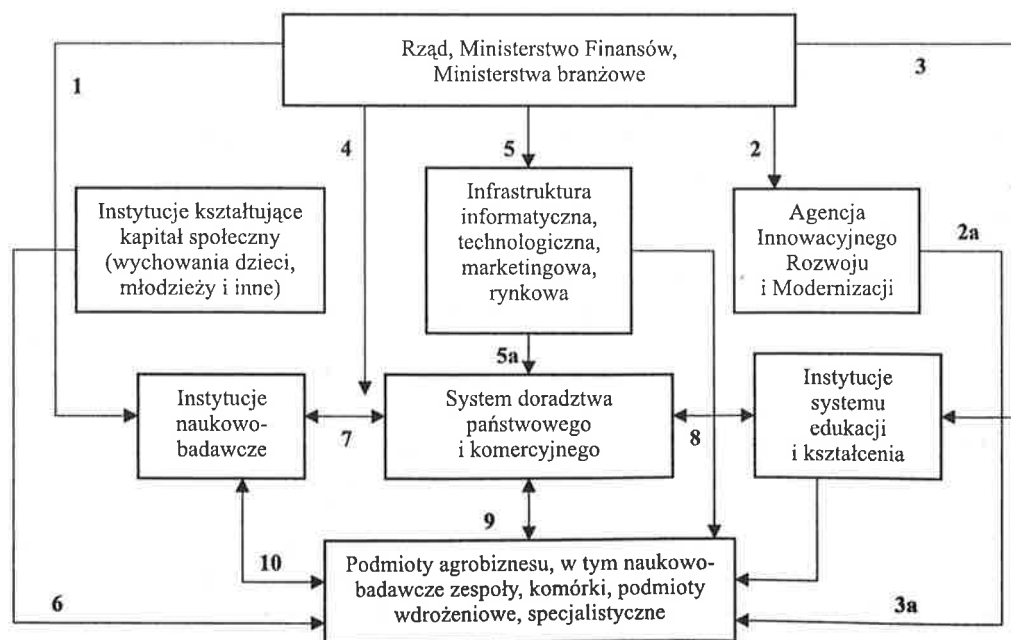 Rząd, Ministerstwo Finansów,
Ministerstwa branżowe
1
3
4
5
2
Instytucje kształtujące
kapitał społeczny
(wychowania dzieci,
młodzieży i inne)
Infrastruktura
informatyczna,
technologiczna,
marketingowa,
rynkowa
Agencja
Innowacyjnego
Rozwoju
i Modernizacji
2a
5a
Instytucje
naukowo-
badawcze
7
System doradztwa
państwowego
i komercyjnego
8
Instytucje
systemu
edukacji
i kształcenia
9
10
6
Podmioty agrobiznesu, w tym naukowo-
badawcze zespoły, komórki, podmioty
wdrożeniowe, specjalistyczne
3a